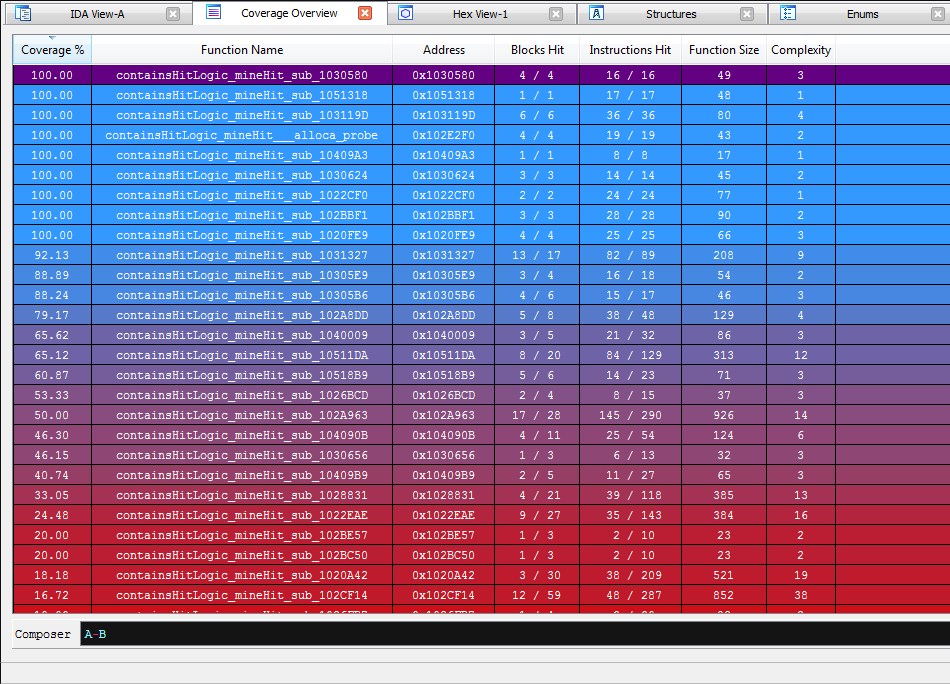 IDA View-A Coverage Overview Hex View-1 Structures Enums
Coverage % Function Name Address Blocks Hit Instructions Hit Function Size Complexity
100.00 containsHitLogic_mineHit_sub_1030580 0x1030580 4 / 4 16 / 16 49 3
100.00 containsHitLogic_mineHit_sub_1051318 0x1051318 1 / 1 17 / 17 48 1
100.00 containsHitLogic_mineHit_sub_103119D 0x103119D 6 / 6 36 / 36 80 4
100.00 containsHitLogic_mineHit___alloca_probe 0x102E2F0 4 / 4 19 / 19 43 2
100.00 containsHitLogic_mineHit_sub_10409A3 0x10409A3 1 / 1 8 / 8 17 1
100.00 containsHitLogic_mineHit_sub_1030624 0x1030624 3 / 3 14 / 14 45 2
100.00 containsHitLogic_mineHit_sub_1022CF0 0x1022CF0 2 / 2 24 / 24 77 1
100.00 containsHitLogic_mineHit_sub_102BBF1 0x102BBF1 3 / 3 28 / 28 90 2
100.00 containsHitLogic_mineHit_sub_1020FE9 0x1020FE9 4 / 4 25 / 25 66 3
92.13 containsHitLogic_mineHit_sub_1031327 0x1031327 13 / 17 82 / 89 208 9
88.89 containsHitLogic_mineHit_sub_10305E9 0x10305E9 3 / 4 16 / 18 54 2
88.24 containsHitLogic_mineHit_sub_10305B6 0x10305B6 4 / 6 15 / 17 46 3
79.17 containsHitLogic_mineHit_sub_102A8DD 0x102A8DD 5 / 8 38 / 48 129 4
65.62 containsHitLogic_mineHit_sub_1040009 0x1040009 3 / 5 21 / 32 86 3
65.12 containsHitLogic_mineHit_sub_10511DA 0x10511DA 8 / 20 84 / 129 313 12
60.87 containsHitLogic_mineHit_sub_10518B9 0x10518B9 5 / 6 14 / 23 71 3
53.33 containsHitLogic_mineHit_sub_1026BCD 0x1026BCD 2 / 4 8 / 15 37 3
50.00 containsHitLogic_mineHit_sub_102A963 0x102A963 17 / 28 145 / 290 926 14
46.30 containsHitLogic_mineHit_sub_104090B 0x104090B 4 / 11 25 / 54 124 6
46.15 containsHitLogic_mineHit_sub_1030656 0x1030656 1 / 3 6 / 13 32 3
40.74 containsHitLogic_mineHit_sub_10409B9 0x10409B9 2 / 5 11 / 27 65 3
33.05 containsHitLogic_mineHit_sub_1028831 0x1028831 4 / 21 39 / 118 385 13
24.48 containsHitLogic_mineHit_sub_1022EAE 0x1022EAE 9 / 27 35 / 143 384 16
20.00 containsHitLogic_mineHit_sub_102BE57 0x102BE57 1 / 3 2 / 10 23 2
20.00 containsHitLogic_mineHit_sub_102BC50 0x102BC50 1 / 3 2 / 10 23 2
18.18 containsHitLogic_mineHit_sub_1020A42 0x1020A42 3 / 30 38 / 209 521 19
16.72 containsHitLogic_mineHit_sub_102CF14 0x102CF14 12 / 59 48 / 287 852 38
Composer A-B